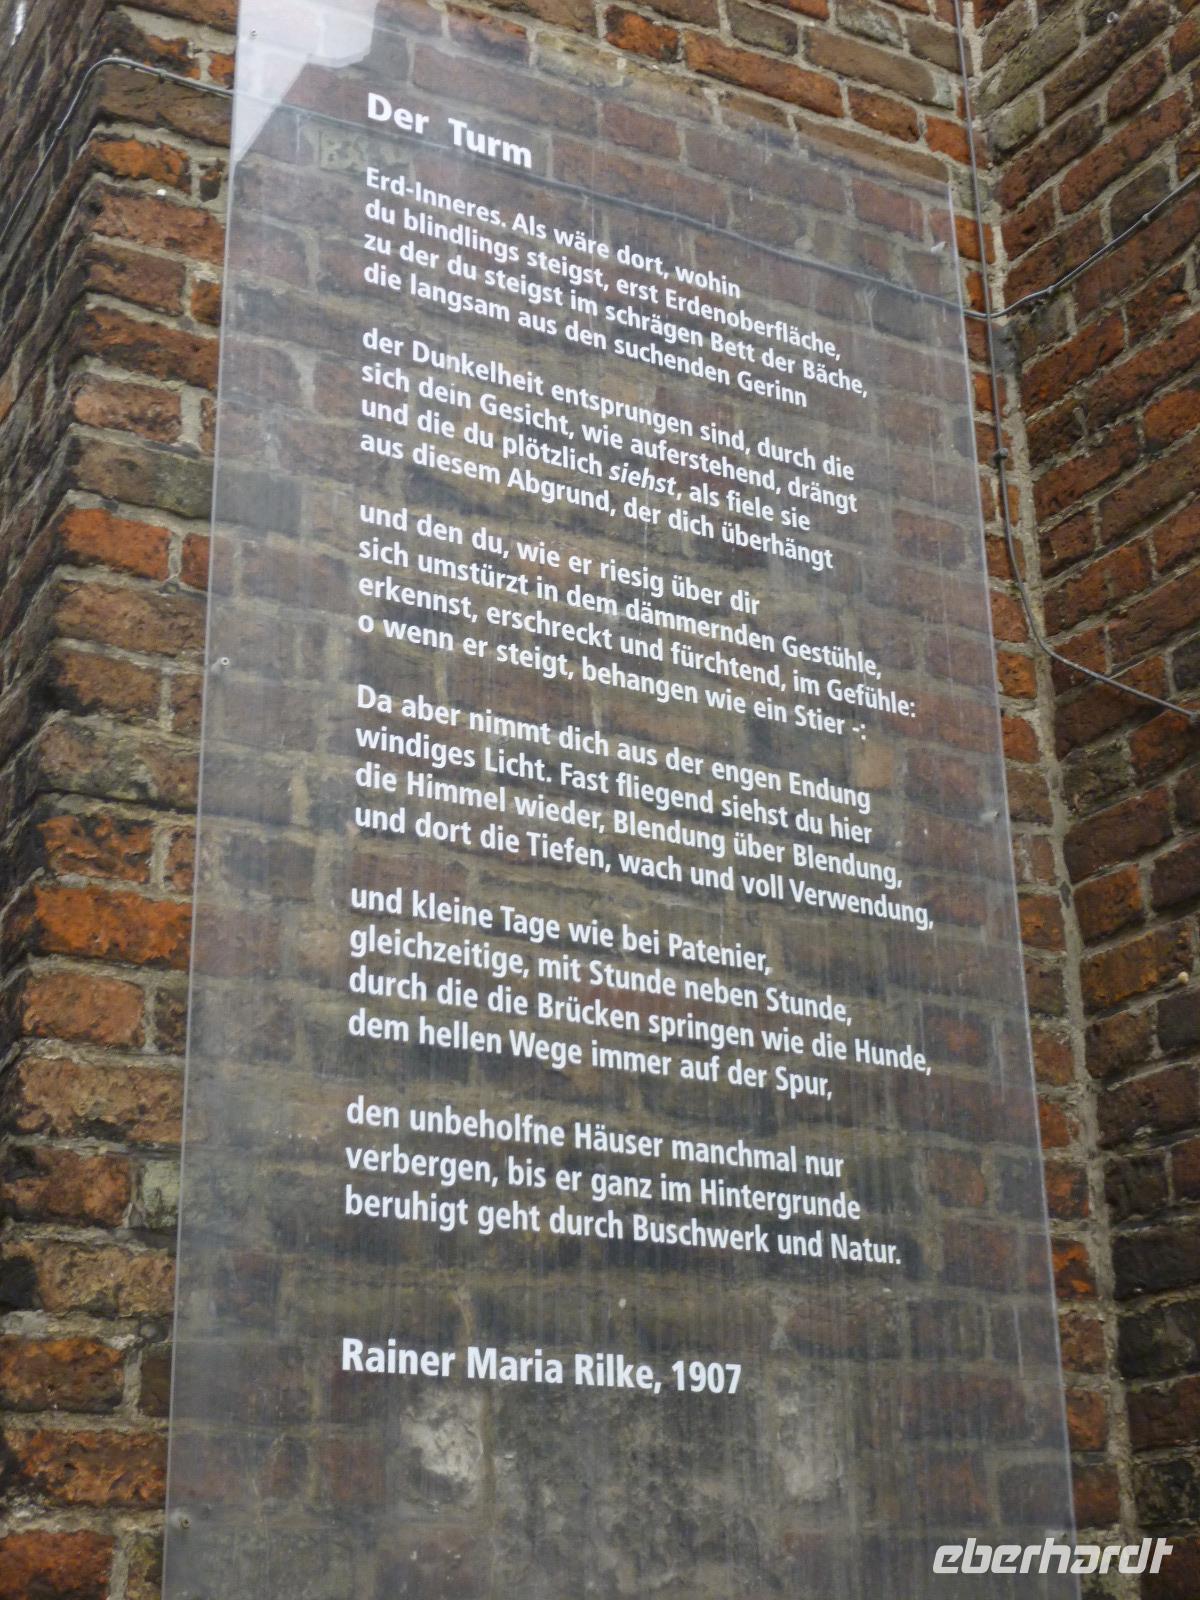 Der Turm
Erd-Inneres. Als wäre dort, wohin
du blindlings steigst, erst Erdenoberfläche,
zu der du steigst im schrägen Bett der Bäche,
die langsam aus den suchenden Gerinn
der Dunkelheit entsprungen sind, durch die
sich dein Gesicht, wie auferstehend, drängt
und die du plötzlich siehst, als fiele sie
aus diesem Abgrund, der dich überhängt
und den du, wie er riesig über dir
sich umstürzt in dem dämmernden Gestühle,
erkennst, erschreckt und fürchtend, im Gefühle:
o wenn er steigt, behangen wie ein Stier -:
Da aber nimmt dich aus der engen Endung
windiges Licht. Fast fliegend siehst du hier
die Himmel wieder, Blendung über Blendung,
und dort die Tiefen, wach und voll Verwendung,
und kleine Tage wie bei Patenier,
gleichzeitige, mit Stunde neben Stunde,
durch die die Brücken springen wie die Hunde,
dem hellen Wege immer auf der Spur,
den unbeholfne Häuser manchmal nur
verbergen, bis er ganz im Hintergrunde
beruhigt geht durch Buschwerk und Natur.
Rainer Maria Rilke, 1907
eberhardt